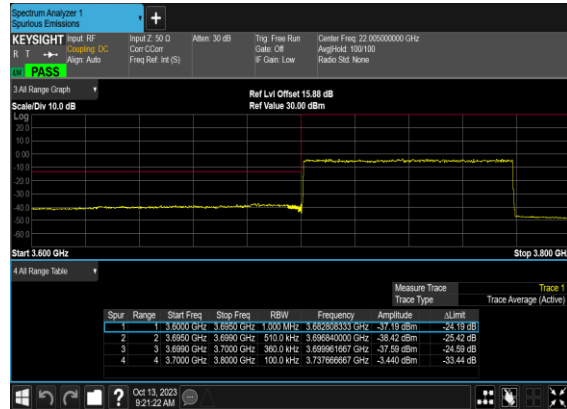 Spectrum Analyzer 1
Spurious Emissions
+
KEYSIGHT Input: RF Input Z: 50 Ω Atten: 30 dB Trig: Free Run Center Freq: 22.005000000 GHz
R T Coupling: DC Corr CCorr Gate: Off Avg|Hold: 100/100
Align: Auto Freq Ref: Int (S) IF Gain: Low Radio Std: None
PASS
3 All Range Graph
Ref Lvl Offset 15.88 dB
Scale/Div 10.0 dB Ref Value 30.00 dBm
Log
20.0
10.0
0.00
-10.0
-20.0
-30.0
-40.0
-50.0
-60.0
Start 3.600 GHz Stop 3.800 GH
4 All Range Table
Measure Trace Trace 1
Trace Type Trace Average (Active)
Spur Range Start Freq Stop Freq RBW Frequency Amplitude ΔLimit
1 1 3.6000 GHz 3.6950 GHz 1.000 MHz 3.682808333 GHz -37.19 dBm -24.19 dB
2 2 3.6950 GHz 3.6990 GHz 510.0 kHz 3.696840000 GHz -38.42 dBm -25.42 dB
3 3 3.6990 GHz 3.7000 GHz 360.0 kHz 3.699961667 GHz -37.59 dBm -24.59 dB
4 4 3.7000 GHz 3.8000 GHz 100.0 kHz 3.737666667 GHz -3.440 dBm -33.44 dB
? Oct 13, 2023
9:21:22 AM